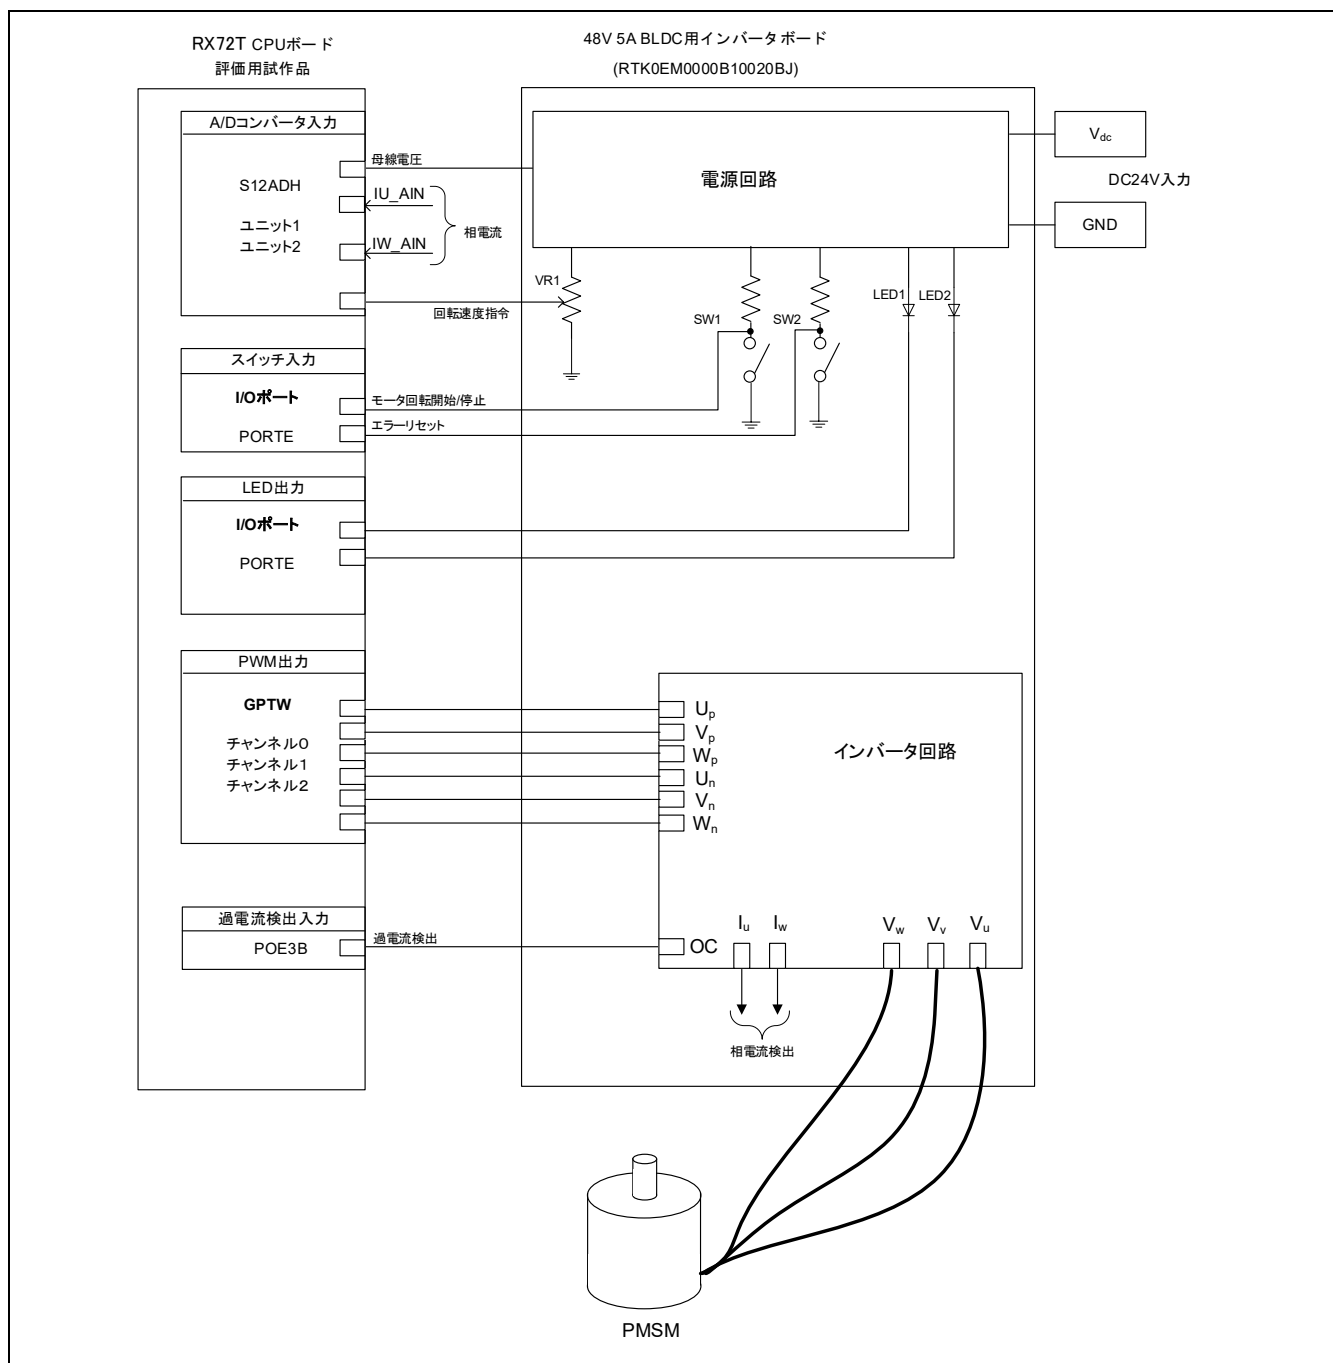 RX72T CPUボード
評価用試作品
48V 5A BLDC用インバータボード
(RTK0EM0000B10020BJ)
A/Dコンバータ入力
S12ADH
ユニット1
ユニット2
母線電圧
IU_AIN
IW_AIN
相電流
回転速度指令
電源回路
Vdc
DC24V入力
GND
VR1
SW1
SW2
LED1
LED2
スイッチ入力
I/Oポート
PORTE
モータ回転開始/停止
エラーリセット
LED出力
I/Oポート
PORTE
PWM出力
GPTW
チャンネル0
チャンネル1
チャンネル2
Up
Vp
Wp
Un
Vn
Wn
インバータ回路
過電流検出入力
POE3B
過電流検出
OC
Iu
Iw
Vw
Vv
Vu
相電流検出
PMSM